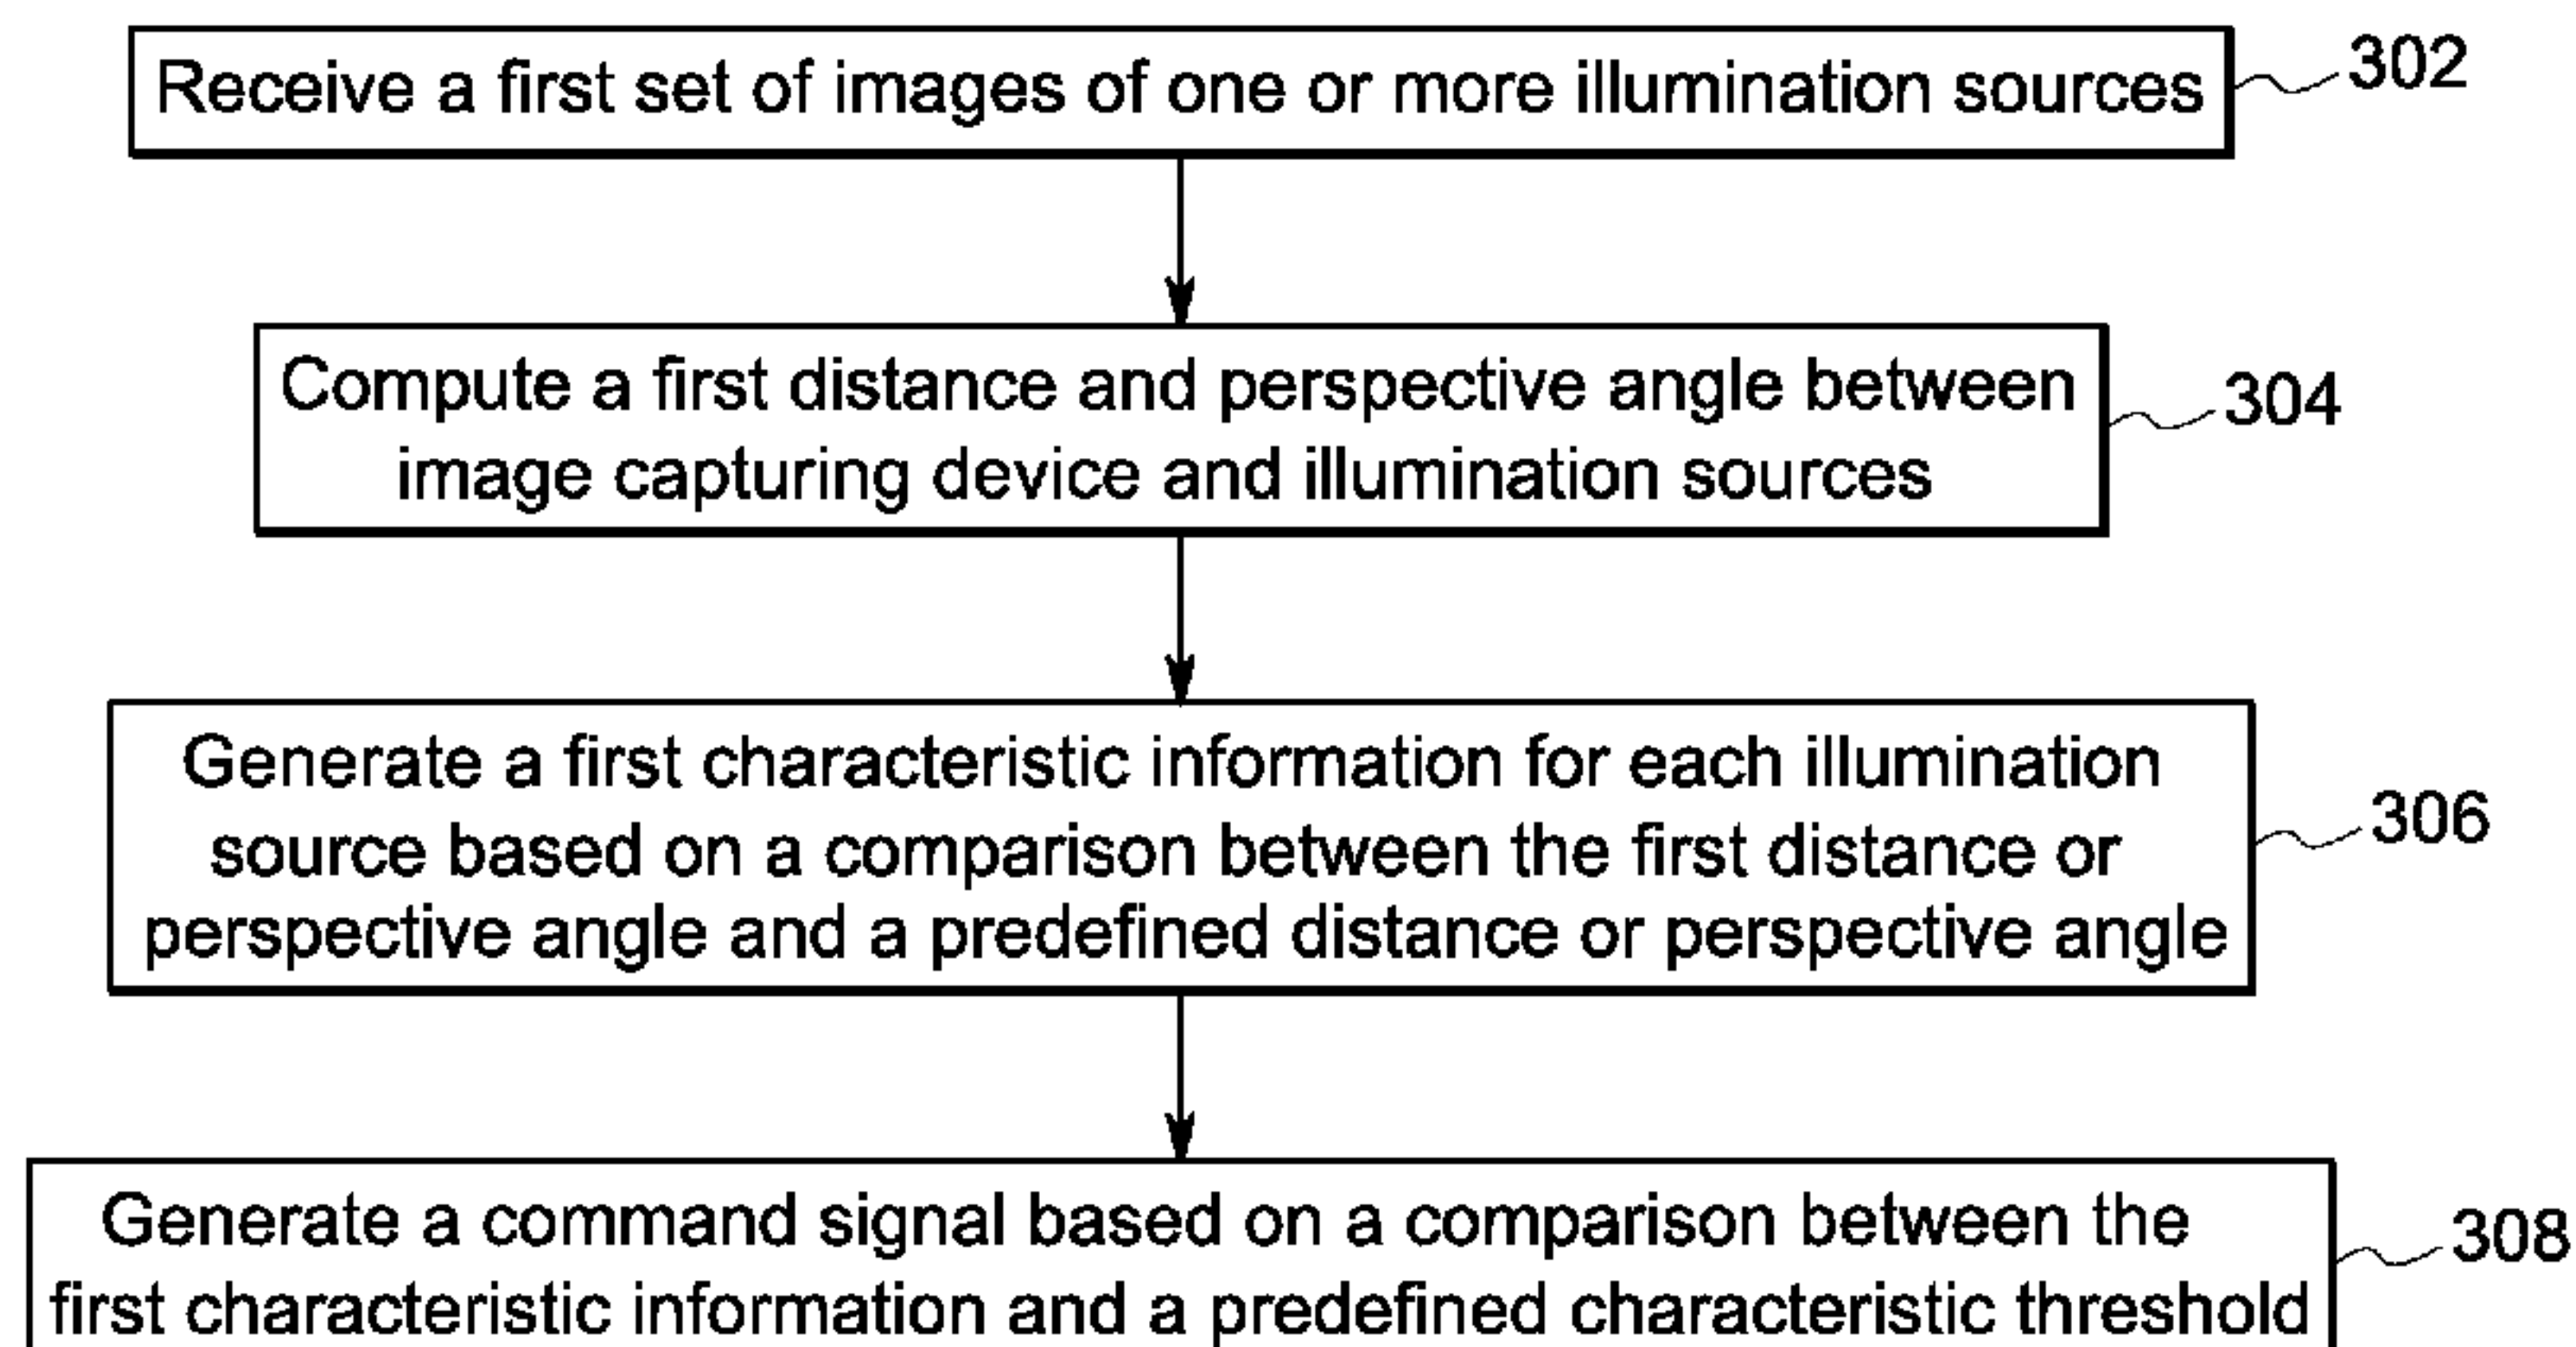 Receive a first set of images of one or more illumination sources
302
Compute a first distance and perspective angle between
image capturing device and illumination sources
304
Generate a first characteristic information for each illumination
source based on a comparison between the first distance or
perspective angle and a predefined distance or perspective angle
306
Generate a command signal based on a comparison between the
first characteristic information and a predefined characteristic threshold
308